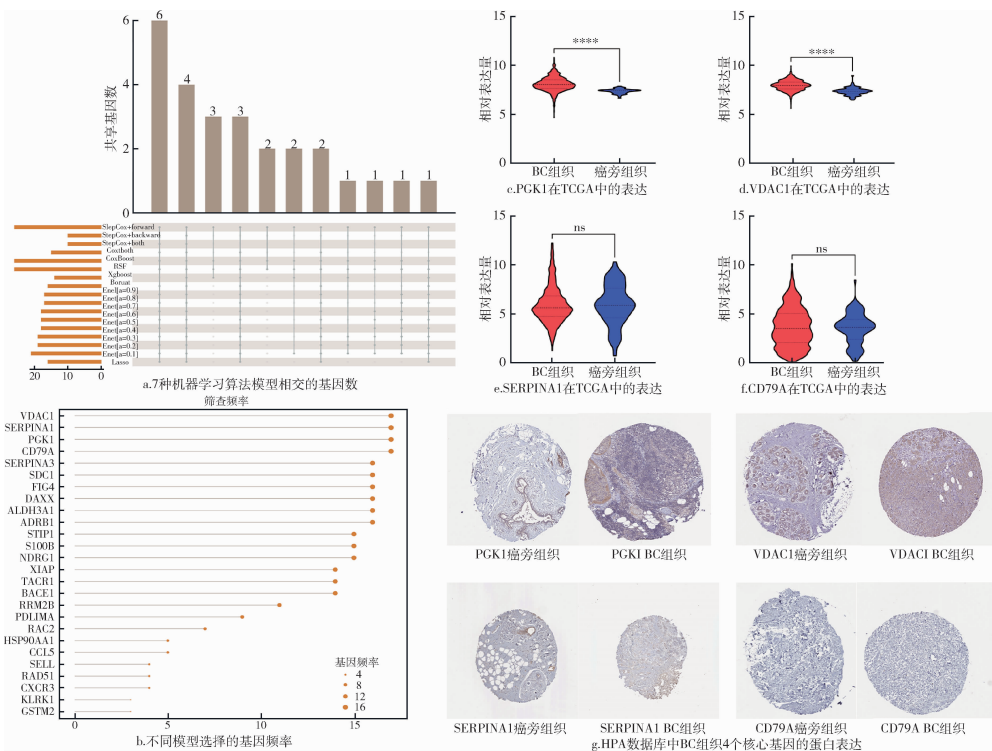 6
4
3
3
2
2
2
1
1
1
1
6
4
2
0
共享基因数
SlepCox+forward
StepCox+backward
StepCox+both
Coxtboth
CoxBoost
RSF
Xgboost
Boruat
Enet[a=0.9]
Enet[a=0.8]
Enet[a=0.7]
Enet[a=0.6]
Enet[a=0.5]
Enet[a=0.4]
Enet[a=0.3]
Enet[a=0.2]
Enet[a=0.1]
Lasso
20 10 0
a.7种机器学习算法模型相交的基因数
筛查频率
VDAC1
SERPINA1
PGK1
CD79A
SERPINA3
SDC1
FIG4
DAXX
ALDH3A1
ADRB1
STIP1
S100B
NDRG1
XIAP
TACR1
BACE1
RRM2B
PDLIMA
RAC2
HSP90AA1
CCL5
SELL
RAD51
CXCR3
KLRK1
GSTM2
基因频率
4
8
12
16
0 5 10 15
b.不同模型选择的基因频率
相对表达量
15
10
5
0
****
BC组织 癌旁组织
c.PGK1在TCGA中的表达
相对表达量
15
10
5
0
****
BC组织 癌旁组织
d.VDAC1在TCGA中的表达
相对表达量
15
10
5
0
ns
BC组织 癌旁组织
e.SERPINA1在TCGA中的表达
相对表达量
15
10
5
0
ns
BC组织 癌旁组织
f.CD79A在TCGA中的表达
PGK1癌旁组织 PGKI BC组织 VDAC1癌旁组织 VDACI BC组织
SERPINA1癌旁组织 SERPINA1 BC组织 CD79A癌旁组织 CD79A BC组织
g.HPA数据库中BC组织4个核心基因的蛋白表达